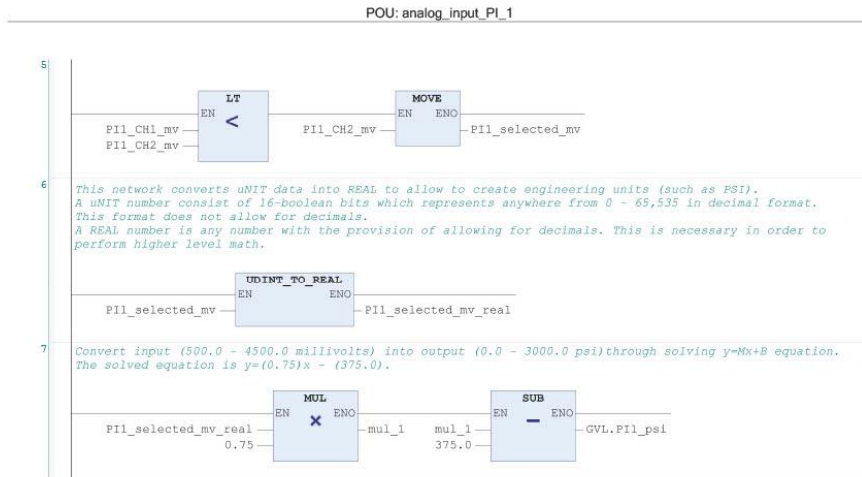 POU: analog_input_PI_1
5
LT
EN
<
PI1_CH1_mv
PI1_CH2_mv
MOVE
EN ENO
PI1_CH2_mv
PI1_selected_mv
6
This network converts uNIT data into REAL to allow to create engineering units (such as PSI).
A uNIT number consist of 16-boolean bits which represents anywhere from 0 - 65,535 in decimal format.
This format does not allow for decimals.
A REAL number is any number with the provision of allowing for decimals. This is necessary in order to
perform higher level math.
UDINT_TO_REAL
EN ENO
PI1_selected_mv
PI1_selected_mv_real
7
Convert input (500.0 - 4500.0 millivolts) into output (0.0 - 3000.0 psi)through solving y=Mx+B equation.
The solved equation is y=(0.75)x - (375.0).
MUL
EN ENO
×
PI1_selected_mv_real
0.75
mul_1
SUB
EN ENO
−
mul_1
375.0
GVL.PI1_psi